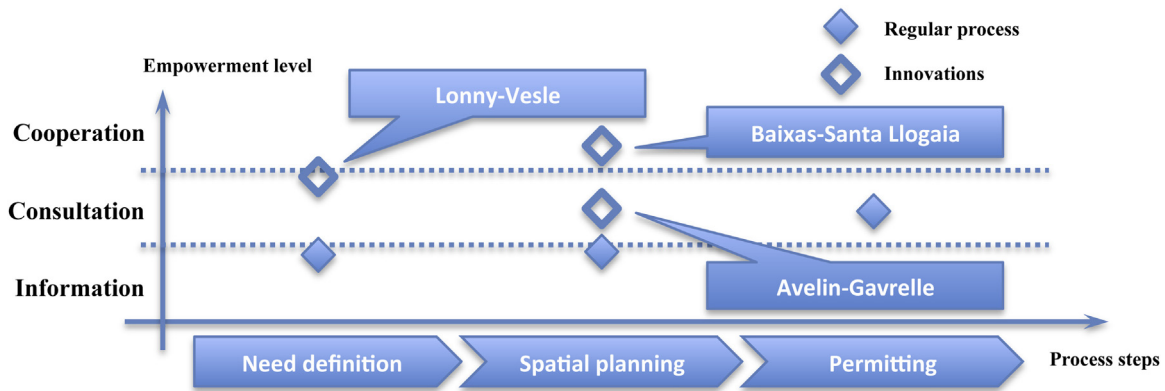 Regular process
Empowerment level
Innovations
Lonny-Vesle
Cooperation
Baixas-Santa Llogaia
Consultation
Information
Avelin-Gavrelle
Need definition
Spatial planning
Permitting
Process steps